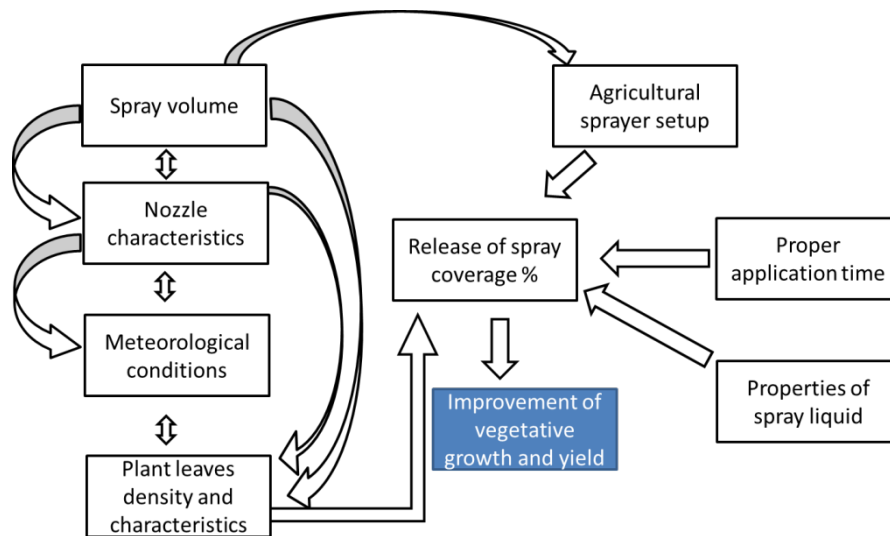 Spray volume
Agricultural
sprayer setup
Nozzle
characteristics
Release of spray
coverage %
Proper
application time
Meteorological
conditions
Properties of
spray liquid
Improvement of
vegetative
growth and yield
Plant leaves
density and
characteristics